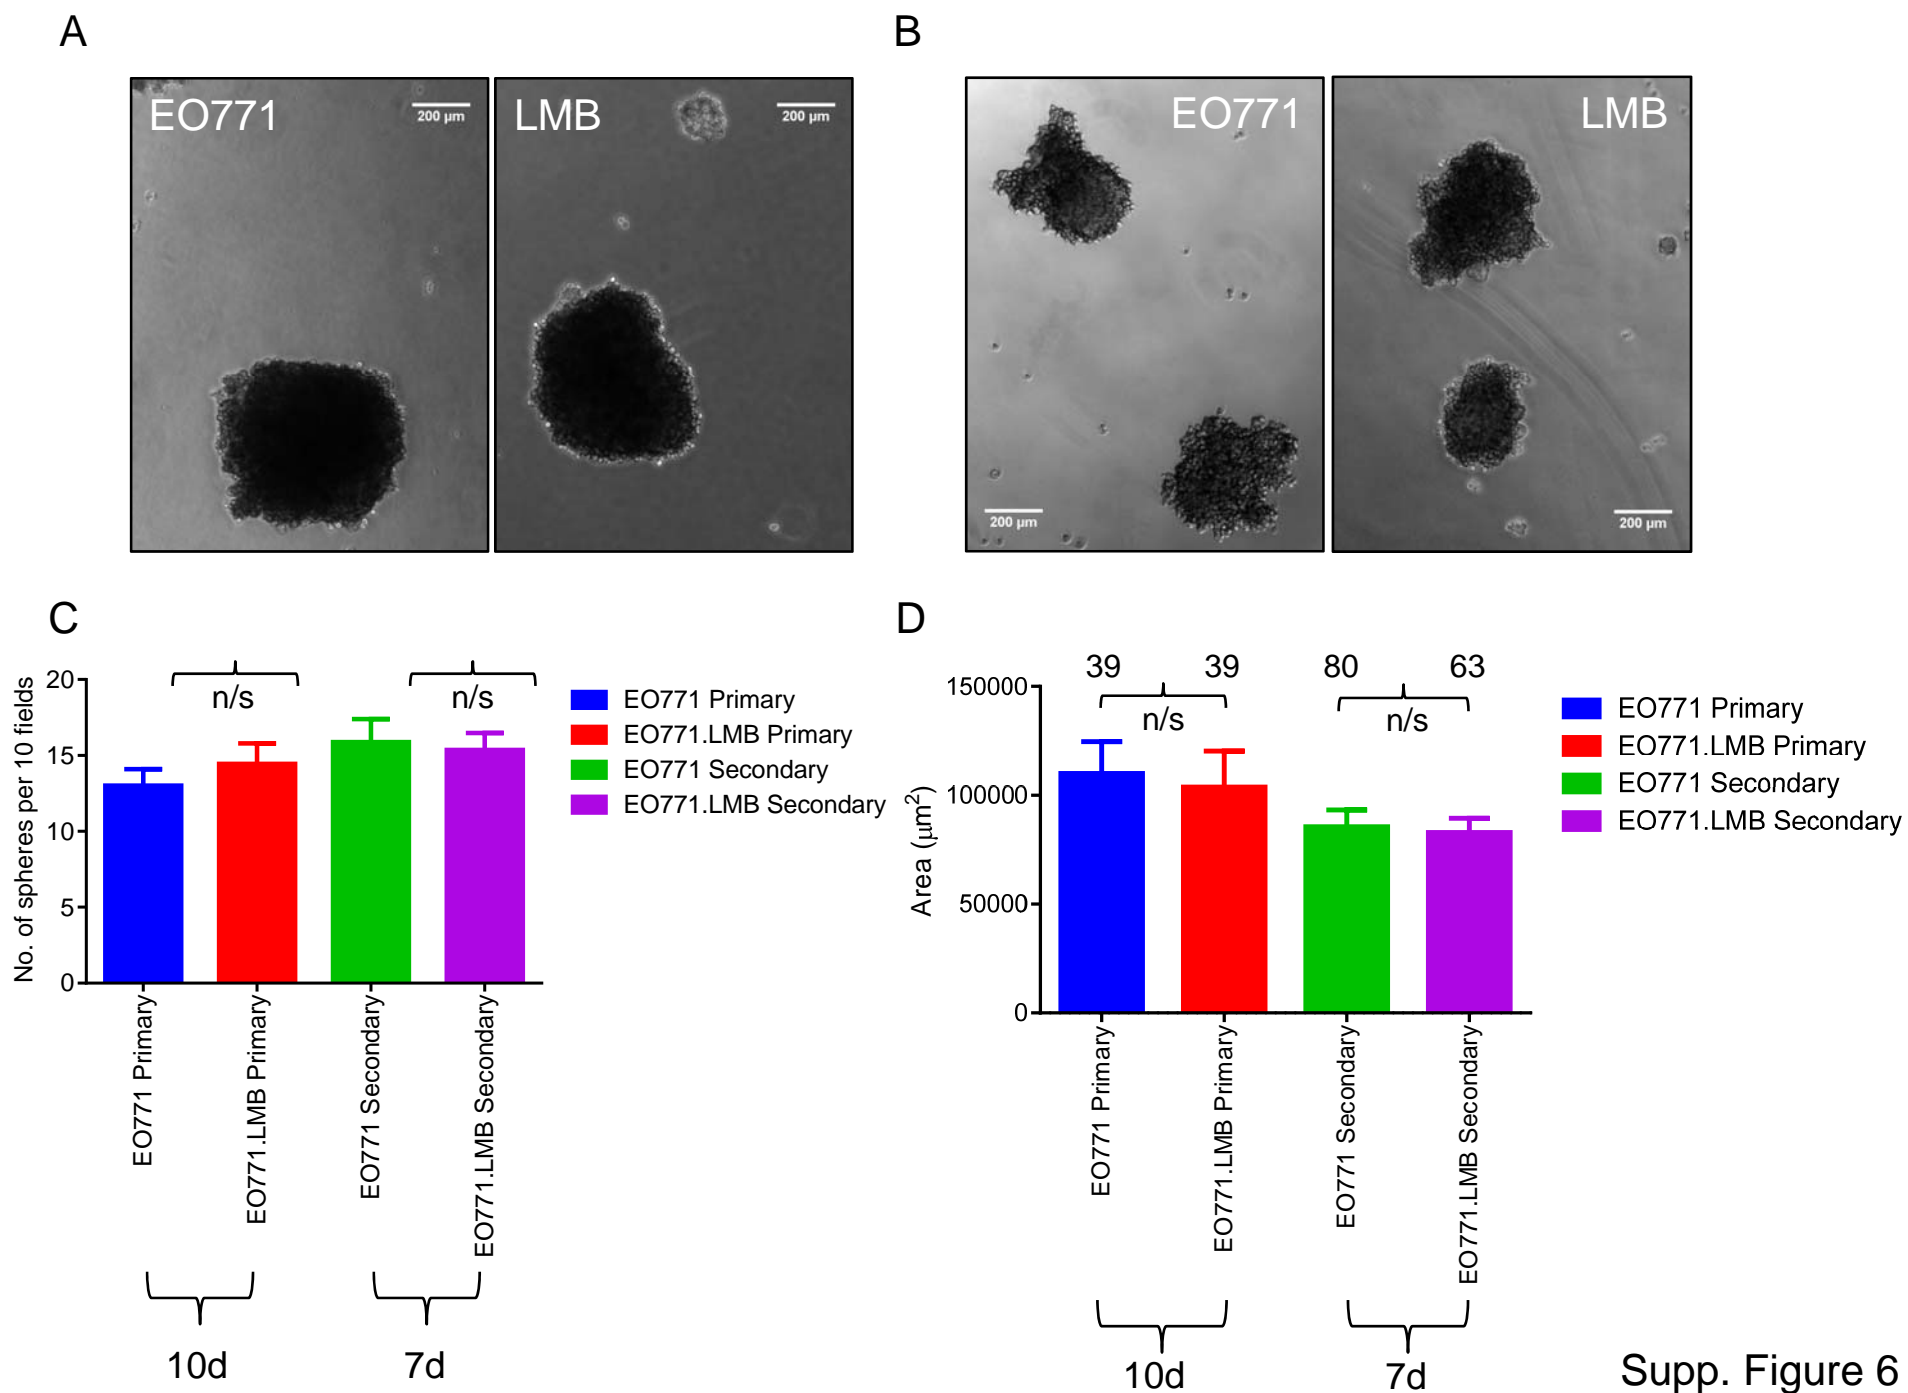 A
B
EO771
200 µm
LMB
200 µm
EO771
200 µm
LMB
200 µm
C
No. of spheres per 10 fields
20
15
10
5
0
n/s
n/s
EO771 Primary
EO771.LMB Primary
EO771 Secondary
EO771.LMB Secondary
EO771 Primary
EO771.LMB Primary
EO771 Secondary
EO771.LMB Secondary
10d
7d
D
Area (µm²)
150000
100000
50000
0
39
39
80
63
n/s
n/s
EO771 Primary
EO771.LMB Primary
EO771 Secondary
EO771.LMB Secondary
EO771 Primary
EO771.LMB Primary
EO771 Secondary
EO771.LMB Secondary
10d
7d
Supp. Figure 6